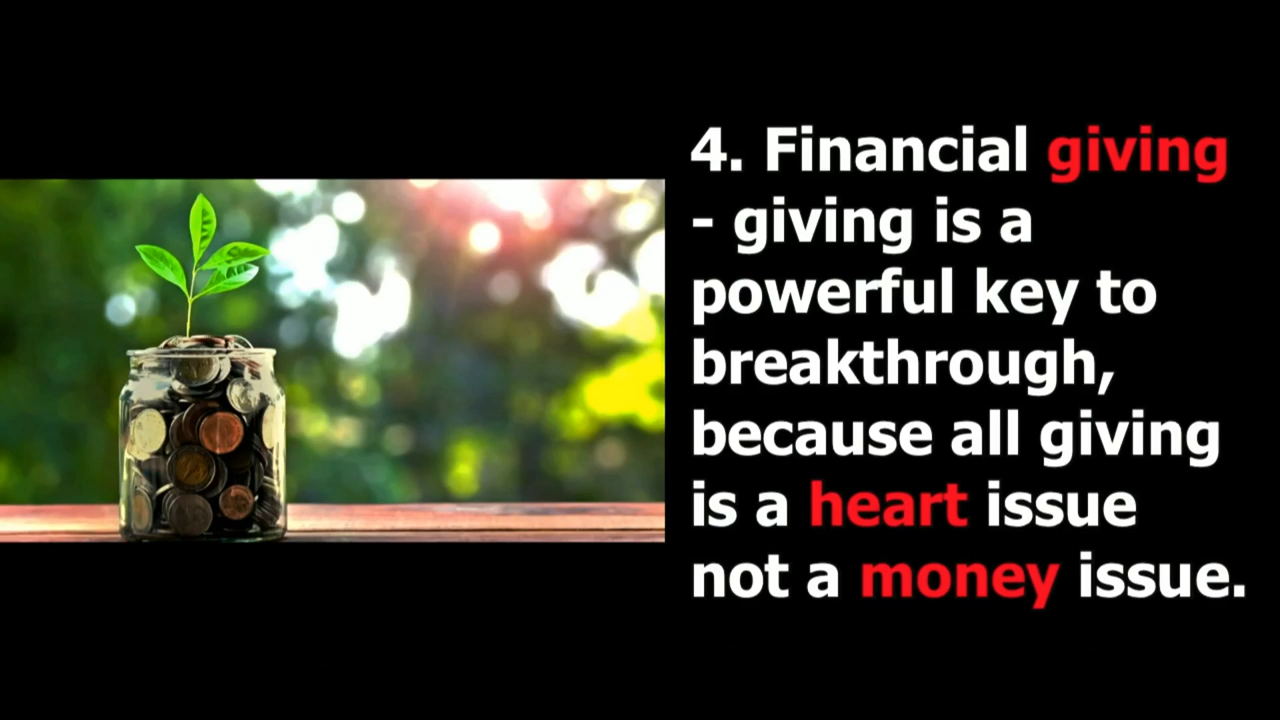 4. Financial giving
- giving is a
powerful key to
breakthrough,
because all giving
is a heart issue
not a money issue.